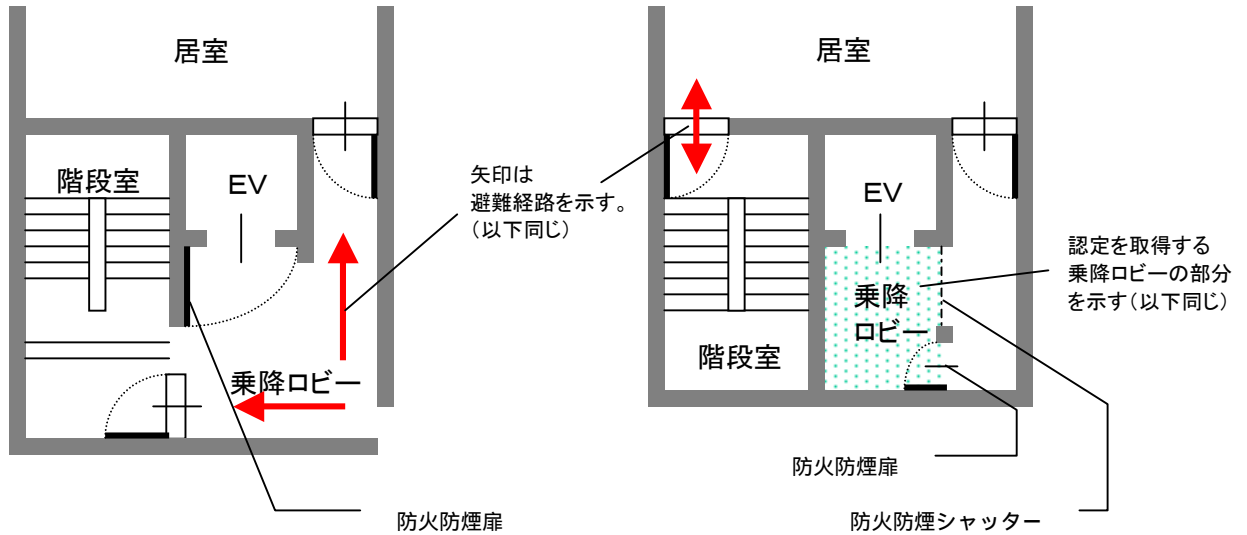 居室
階段室
EV
乗降ロビー
防火防煙扉
矢印は
避難経路を示す。
（以下同じ）
居室
EV
乗降
ロビー
階段室
認定を取得する
乗降ロビーの部分
を示す（以下同じ）
防火防煙扉
防火防煙シャッター